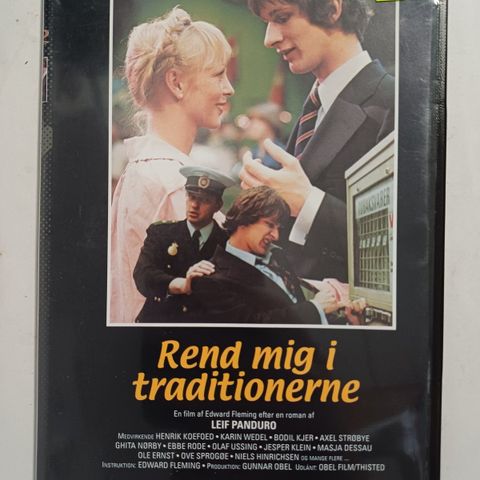 TOBAKSVARER
Rend mig i
traditionerne
En film af Edward Fleming efter en roman af
LEIF PANDURO
MEDVIRKENDE HENRIK KOEFOED • KARIN WEDEL • BODIL KJER • AXEL STRØBYE
GHITA NØRBY • EBBE RODE • OLAF USSING • JESPER KLEIN • MASJA DESSAU
OLE ERNST • OVE SPROGØE • NIELS HINRICHSEN OG MANGE FLERE ...
INSTRUKTION: EDWARD FLEMING • PRODUKTION: GUNNAR OBEL • UDLÅNT: OBEL FILM/THISTED